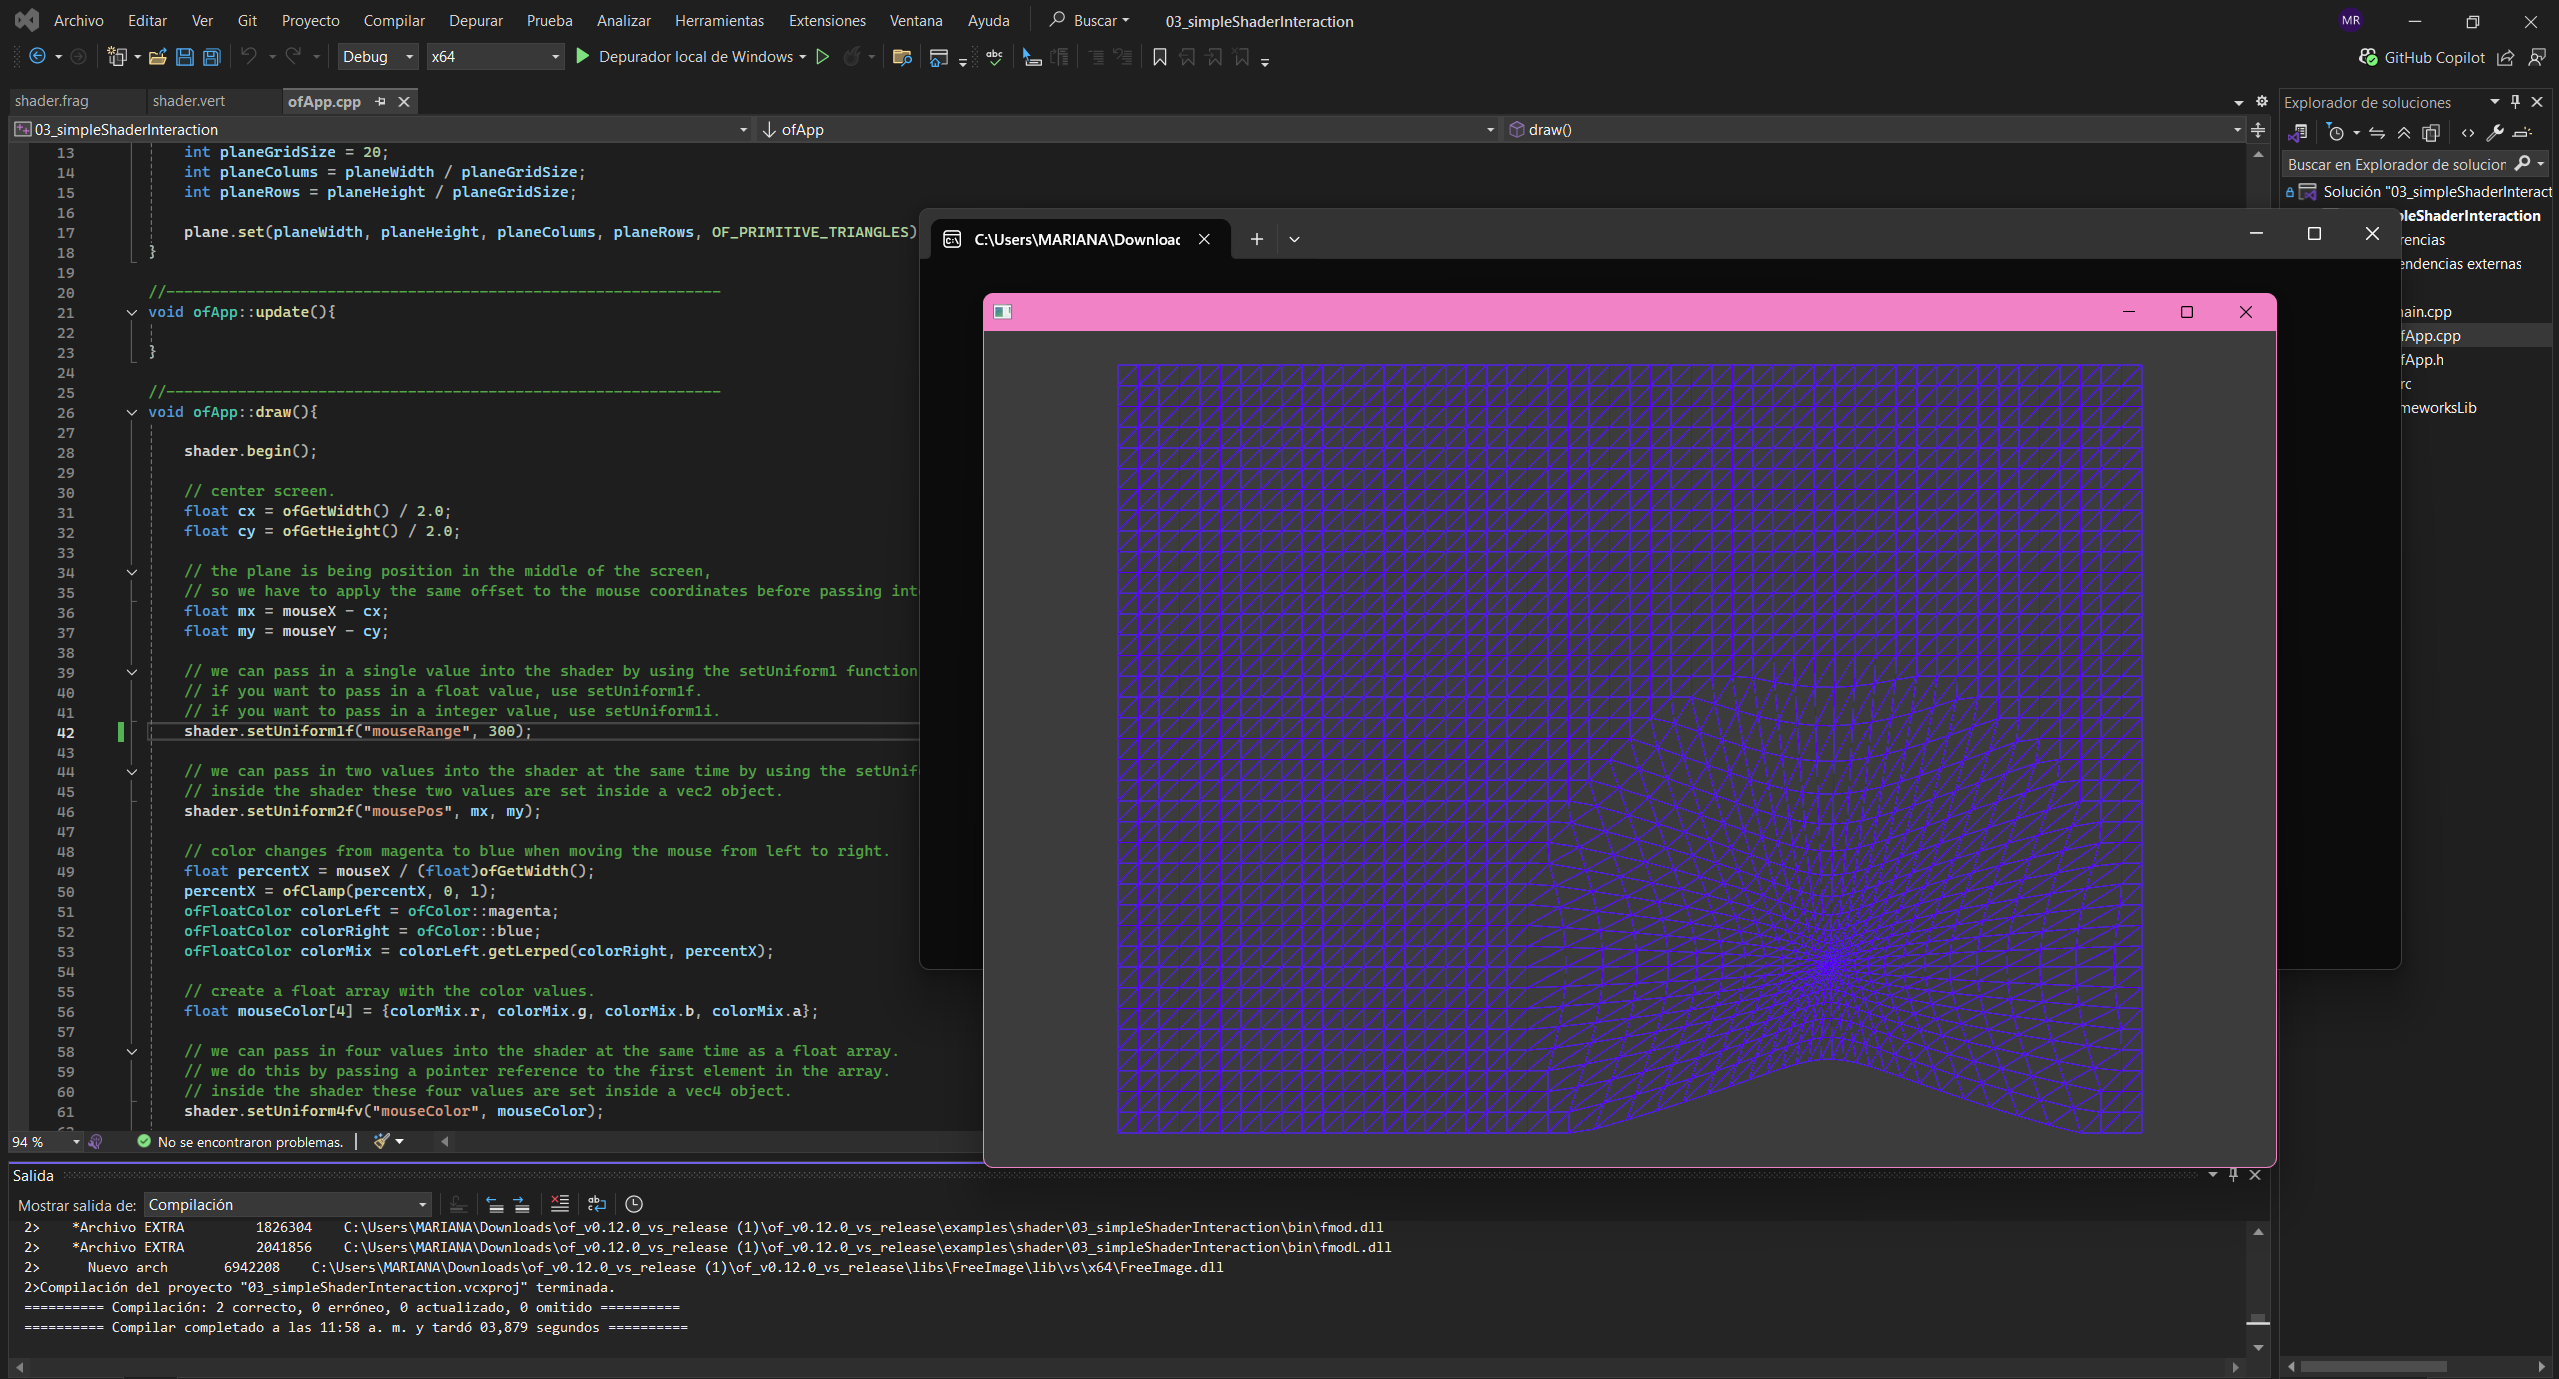 Archivo Editar Ver Git Proyecto Compilar Depurar Prueba Analizar Herramientas Extensiones Ventana Ayuda Buscar 03_simpleShaderInteraction MR
Debug x64 Depurador local de Windows abc GitHub Copilot
shader.frag shader.vert ofApp.cpp
03_simpleShaderInteraction ofApp draw()
13 int planeGridSize = 20;
14 int planeColums = planeWidth / planeGridSize;
15 int planeRows = planeHeight / planeGridSize;
16
17 plane.set(planeWidth, planeHeight, planeColums, planeRows, OF_PRIMITIVE_TRIANGLES)
18 }
19
20 //--------------------------------------------------------------
21 void ofApp::update(){
22
23 }
24
25 //--------------------------------------------------------------
26 void ofApp::draw(){
27
28 shader.begin();
29
30 // center screen.
31 float cx = ofGetWidth() / 2.0;
32 float cy = ofGetHeight() / 2.0;
33
34 // the plane is being position in the middle of the screen,
35 // so we have to apply the same offset to the mouse coordinates before passing int
36 float mx = mouseX - cx;
37 float my = mouseY - cy;
38
39 // we can pass in a single value into the shader by using the setUniform1 function
40 // if you want to pass in a float value, use setUniform1f.
41 // if you want to pass in a integer value, use setUniform1i.
42 shader.setUniform1f("mouseRange", 300);
43
44 // we can pass in two values into the shader at the same time by using the setUnif
45 // inside the shader these two values are set inside a vec2 object.
46 shader.setUniform2f("mousePos", mx, my);
47
48 // color changes from magenta to blue when moving the mouse from left to right.
49 float percentX = mouseX / (float)ofGetWidth();
50 percentX = ofClamp(percentX, 0, 1);
51 ofFloatColor colorLeft = ofColor::magenta;
52 ofFloatColor colorRight = ofColor::blue;
53 ofFloatColor colorMix = colorLeft.getLerped(colorRight, percentX);
54
55 // create a float array with the color values.
56 float mouseColor[4] = {colorMix.r, colorMix.g, colorMix.b, colorMix.a};
57
58 // we can pass in four values into the shader at the same time as a float array.
59 // we do this by passing a pointer reference to the first element in the array.
60 // inside the shader these four values are set inside a vec4 object.
61 shader.setUniform4fv("mouseColor", mouseColor);
94 % No se encontraron problemas.
C:\Users\MARIANA\Downloac
Explorador de soluciones
Buscar en Explorador de solucion
Solución "03_simpleShaderInteract
leShaderInteraction
rencias
endencias externas
ain.cpp
fApp.cpp
fApp.h
rc
meworksLib
Salida
Mostrar salida de: Compilación
2> *Archivo EXTRA 1826304 C:\Users\MARIANA\Downloads\of_v0.12.0_vs_release (1)\of_v0.12.0_vs_release\examples\shader\03_simpleShaderInteraction\bin\fmod.dll
2> *Archivo EXTRA 2041856 C:\Users\MARIANA\Downloads\of_v0.12.0_vs_release (1)\of_v0.12.0_vs_release\examples\shader\03_simpleShaderInteraction\bin\fmodL.dll
2> Nuevo arch 6942208 C:\Users\MARIANA\Downloads\of_v0.12.0_vs_release (1)\of_v0.12.0_vs_release\libs\FreeImage\lib\vs\x64\FreeImage.dll
2>Compilación del proyecto "03_simpleShaderInteraction.vcxproj" terminada.
========== Compilación: 2 correcto, 0 erróneo, 0 actualizado, 0 omitido ==========
========== Compilar completado a las 11:58 a. m. y tardó 03,879 segundos ==========